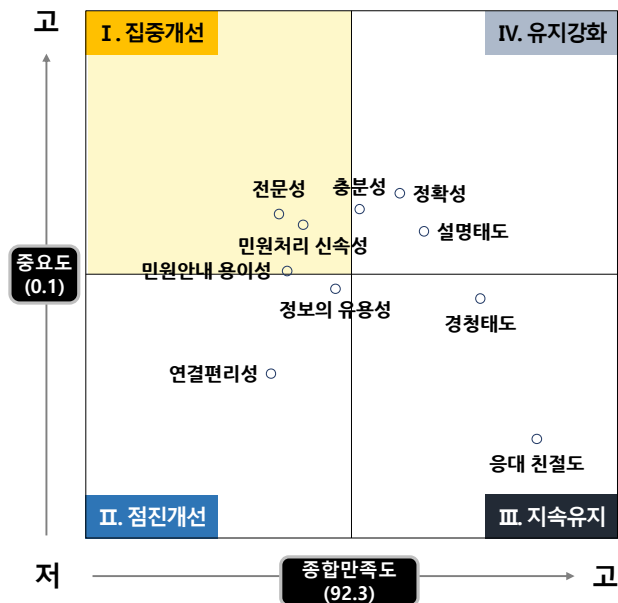 고
Ⅰ. 집중개선
Ⅳ. 유지강화
전문성
충분성
정확성
민원처리 신속성
설명태도
중요도
(0.1)
민원안내 용이성
정보의 유용성
경청태도
연결편리성
응대 친절도
Ⅱ. 점진개선
Ⅲ. 지속유지
저
종합만족도
(92.3)
고